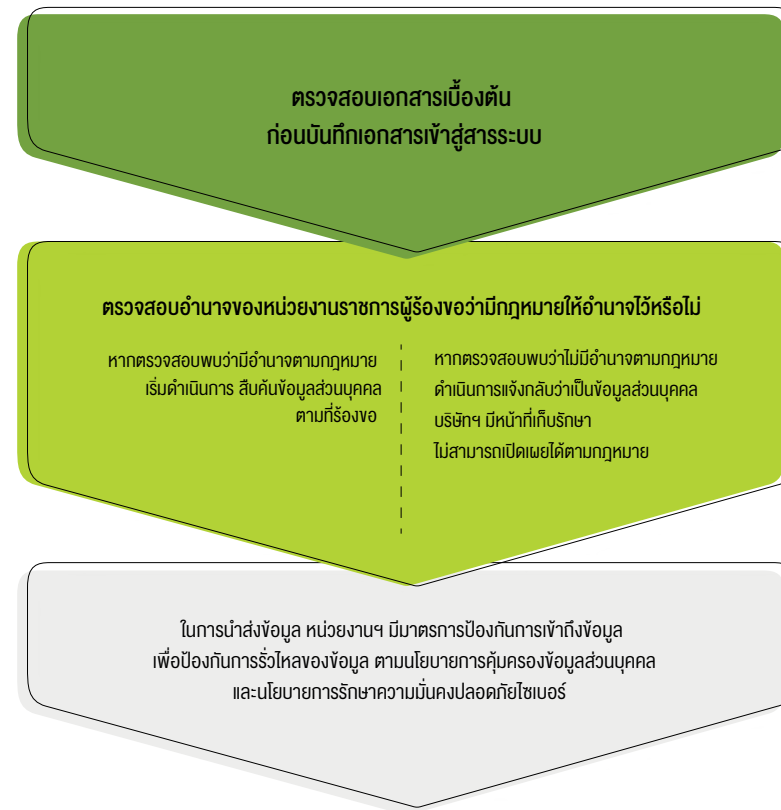 ตรวจสอบเอกสารเบื้องต้น
ก่อนบันทึกเอกสารเข้าสู่สารระบบ
ตรวจสอบอำนาจของหน่วยงานราชการผู้ร้องขอว่ามีกฎหมายให้อำนาจไว้หรือไม่
หากตรวจสอบพบว่ามีอำนาจตามกฎหมาย
เริ่มดำเนินการ สืบค้นข้อมูลส่วนบุคคล
ตามที่ร้องขอ
หากตรวจสอบพบว่าไม่มีอำนาจตามกฎหมาย
ดำเนินการแจ้งกลับว่าเป็นข้อมูลส่วนบุคคล
บริษัทฯ มีหน้าที่เก็บรักษา
ไม่สามารถเปิดเผยได้ตามกฎหมาย
ในการนำส่งข้อมูล หน่วยงานฯ มีมาตรการป้องกันการเข้าถึงข้อมูล
เพื่อป้องกันการรั่วไหลของข้อมูล ตามนโยบายการคุ้มครองข้อมูลส่วนบุคคล
และนโยบายการรักษาความมั่นคงปลอดภัยไซเบอร์